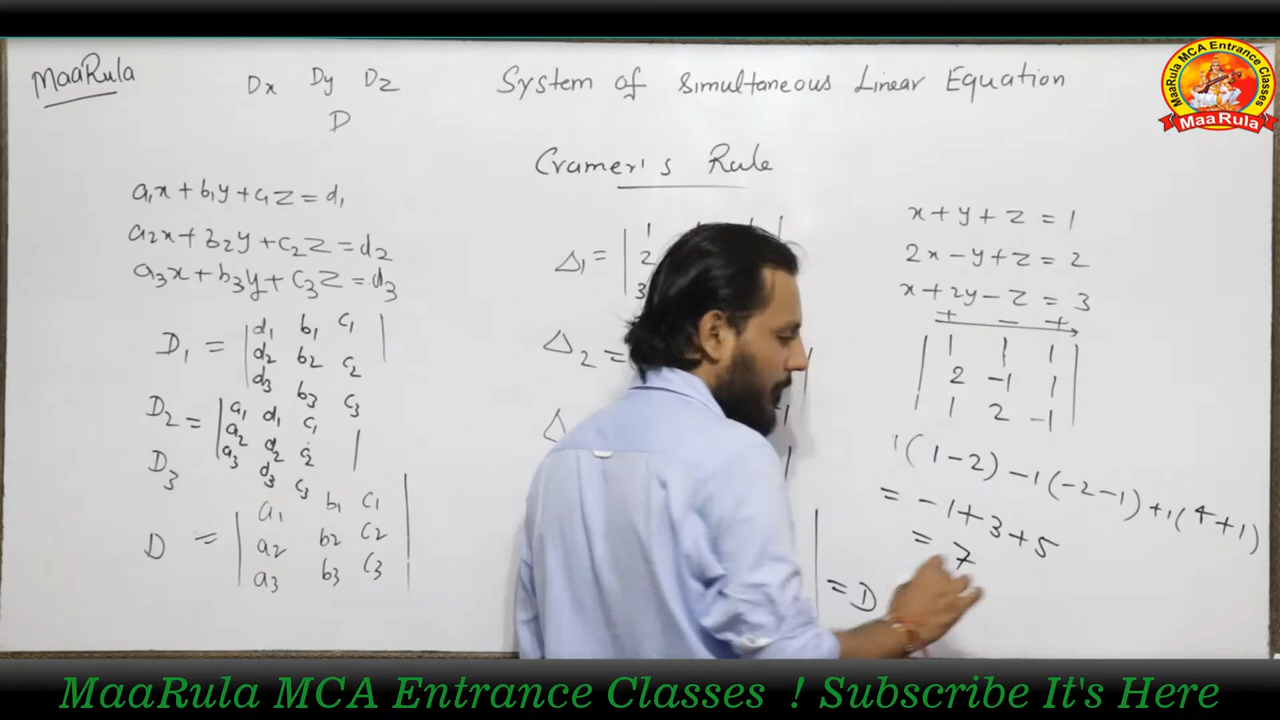 MaaRula
Dx Dy Dz
D
System of Simultaneous Linear Equation
MaaRula MCA Entrance Classes
MaaRula
Cramer's Rule
a1x + b1y + c1z = d1
a2x + b2y + c2z = d2
a3x + b3y + c3z = d3
D1 = | d1 b1 c1 |
d2 b2 c2
d3 b3 c3
D2 = | a1 d1 c1 |
a2 d2 c2
a3 d3 c3
D3
D = | a1 b1 c1 |
a2 b2 c2
a3 b3 c3
Δ1 = | 1
2
3
Δ2 =
= D
x + y + z = 1
2x - y + z = 2
x + 2y - z = 3
+ - +
| 1 1 1 |
2 -1 1
1 2 -1
1(1-2) -1(-2-1) +1(4+1)
= -1+3+5
= 7
MaaRula MCA Entrance Classes ! Subscribe It's Here